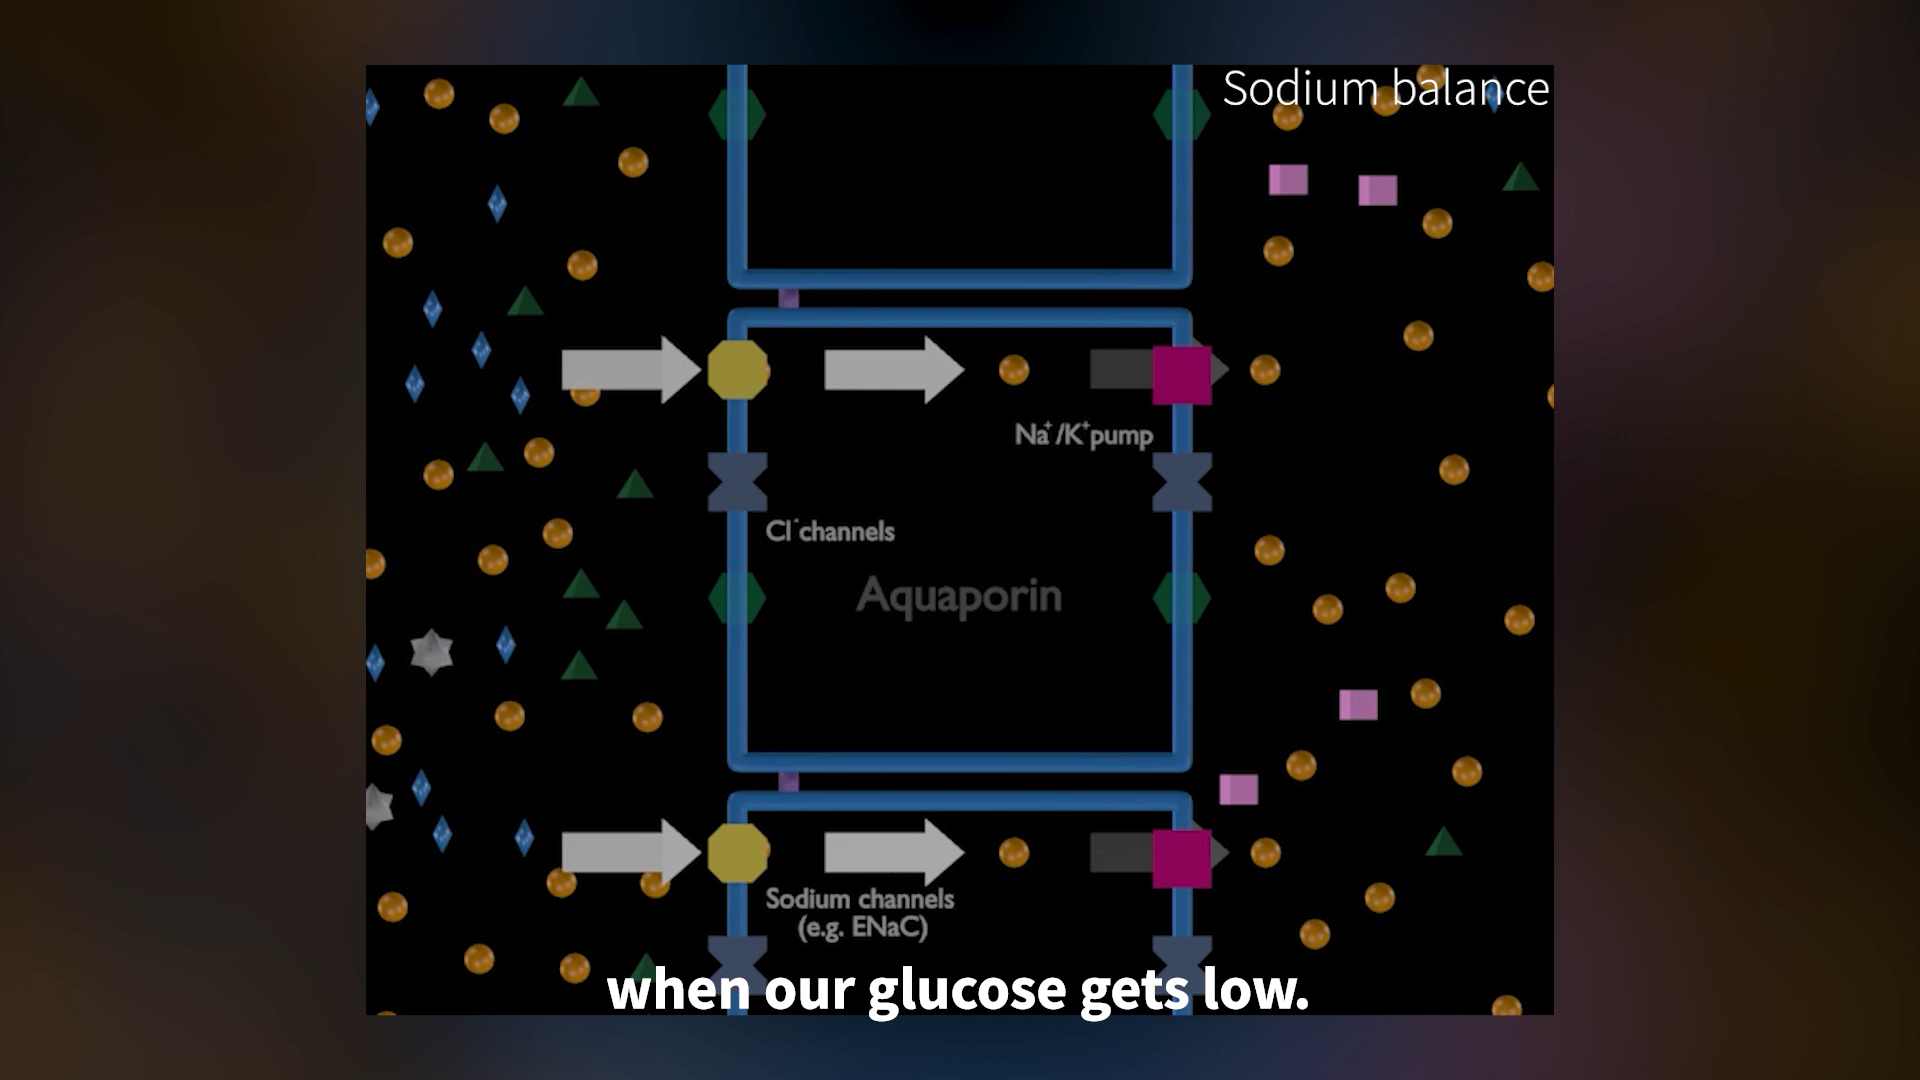 Sodium balance
Na⁺/K⁺pump
Cl⁻channels
Aquaporin
Sodium channels
(e.g. ENaC)
when our glucose gets low.